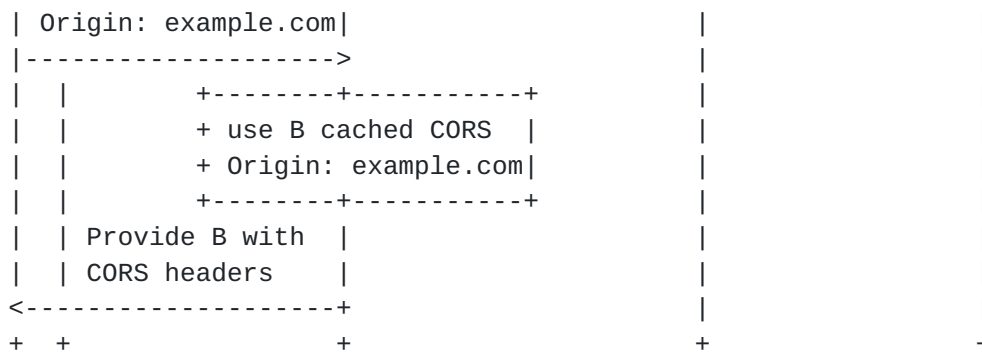 | Origin: example.com|                      |                 |
|-------------------->                      |
|  |        +--------+-----------+          |                 |
|  |        + use B cached CORS  |          |                 |
|  |        + Origin: example.com|          |                 |
|  |        +--------+-----------+          |                 |
|  | Provide B with  |                      |                 |
|  | CORS headers    |                      |                 |
<--------------------+                      |
+  +                 +                      +                 -